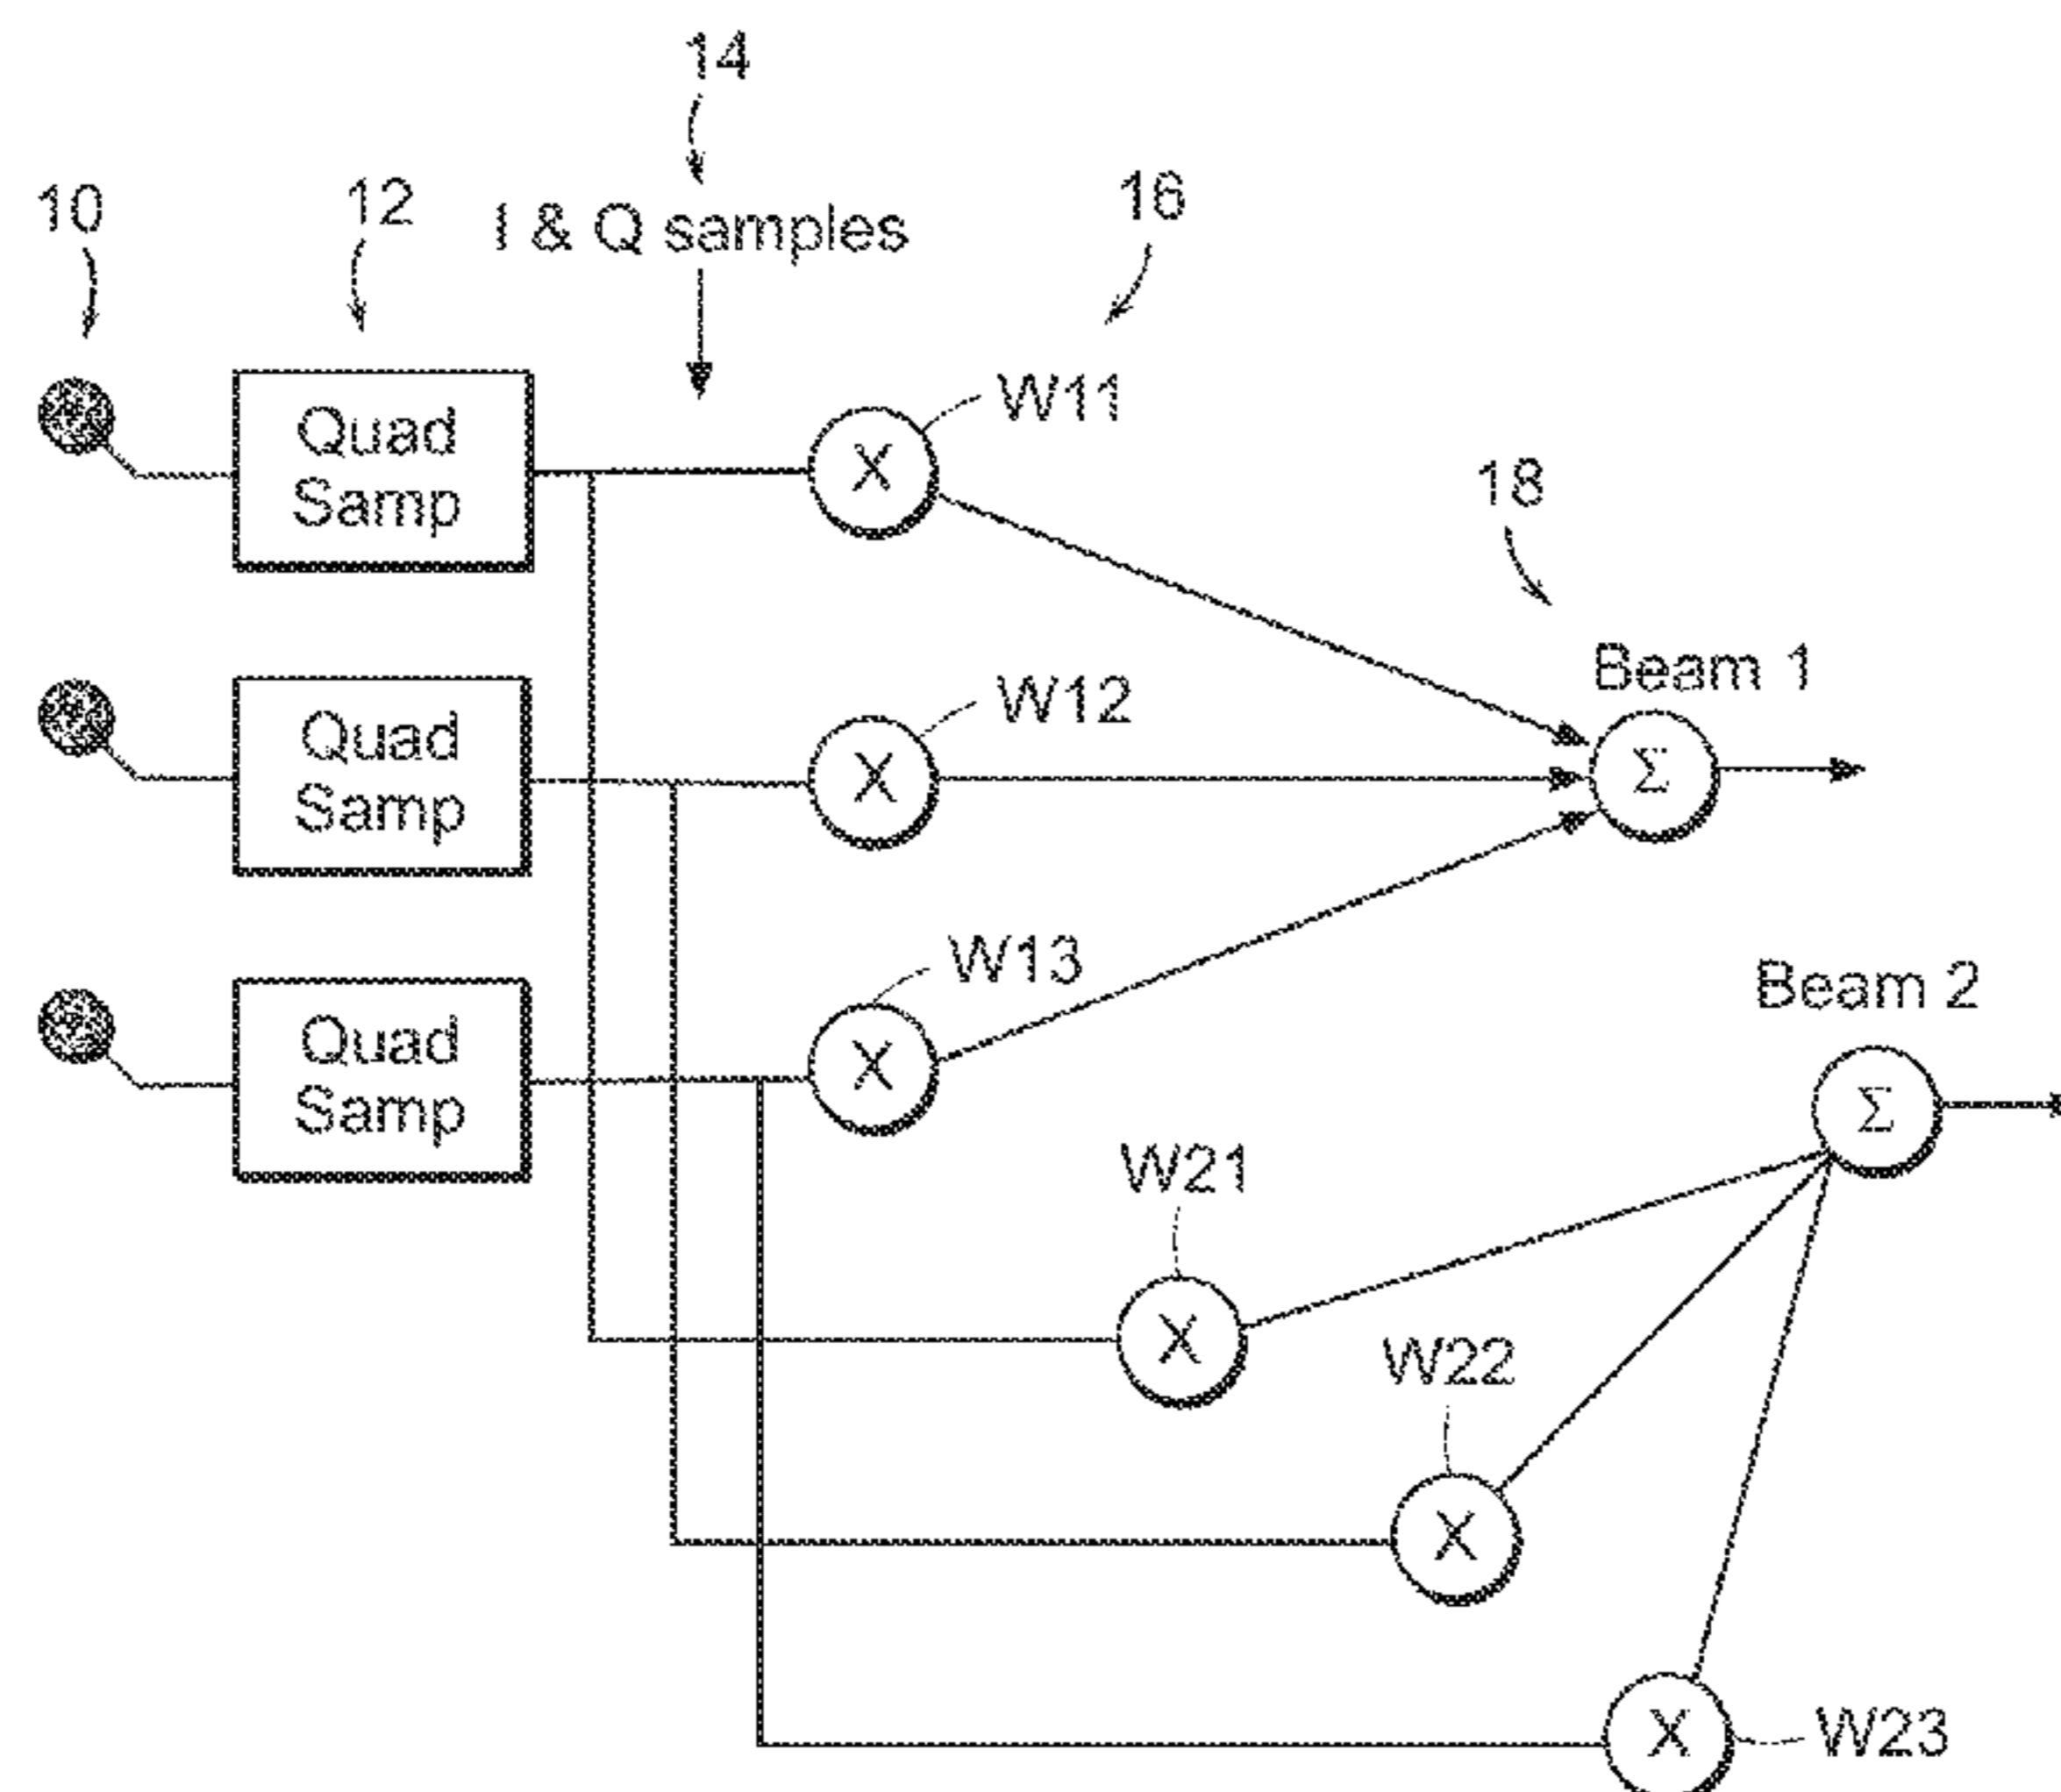 14
10
12
I & Q samples
16
Quad
Samp
X
W11
18
Quad
Samp
X
W12
Beam 1
Σ
Quad
Samp
X
W13
Beam 2
Σ
W21
X
W22
X
X
W23